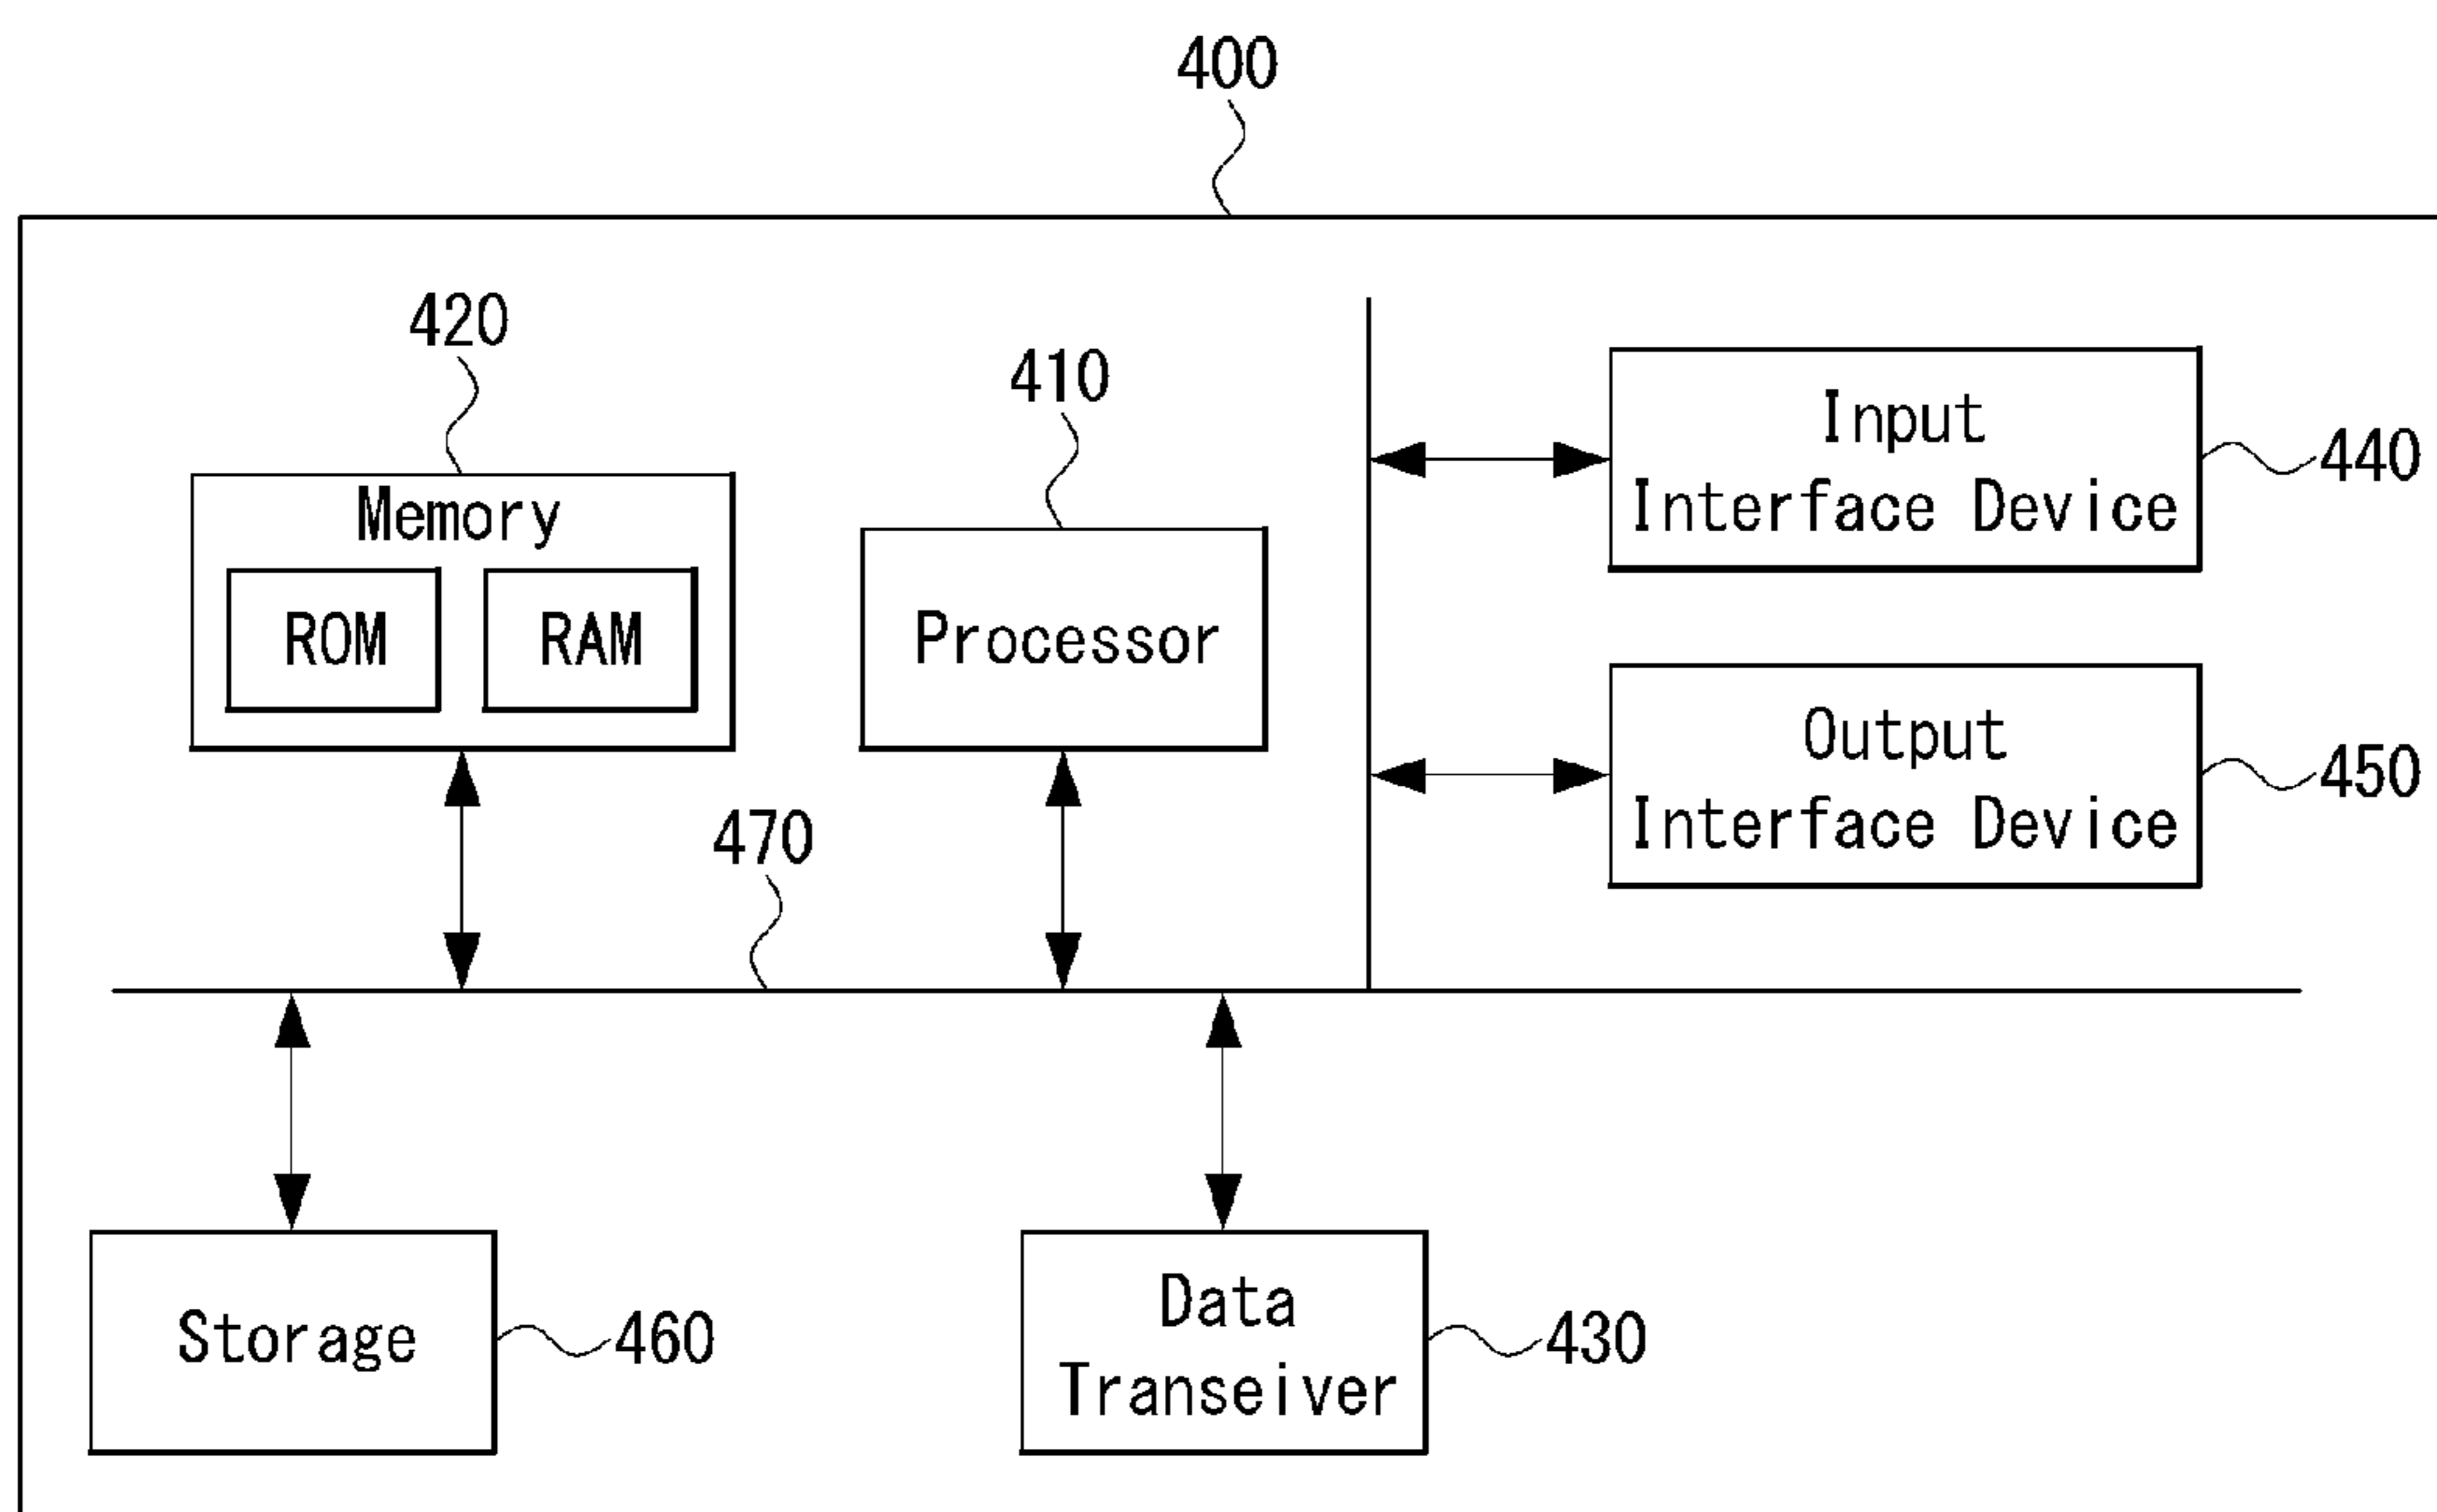 400
420
410
Memory
ROM
RAM
Processor
Input
Interface Device
440
Output
Interface Device
450
470
Storage
460
Data
Transeiver
430